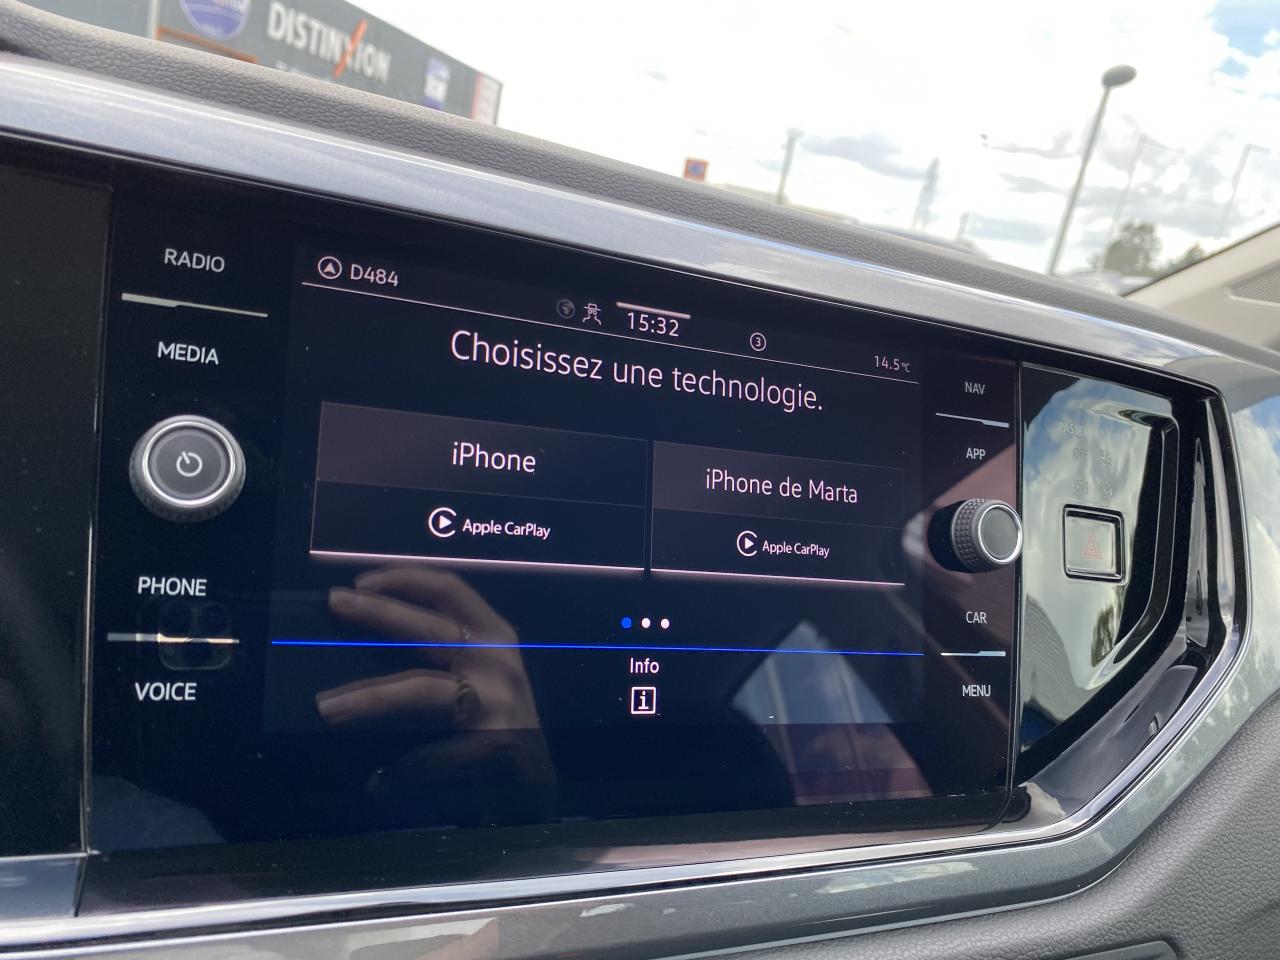 DISTINXION
RADIO
MEDIA
PHONE
VOICE
D484
15:32
3
14.5°C
Choisissez une technologie.
iPhone
Apple CarPlay
iPhone de Marta
Apple CarPlay
Info
i
NAV
APP
CAR
MENU
OFF